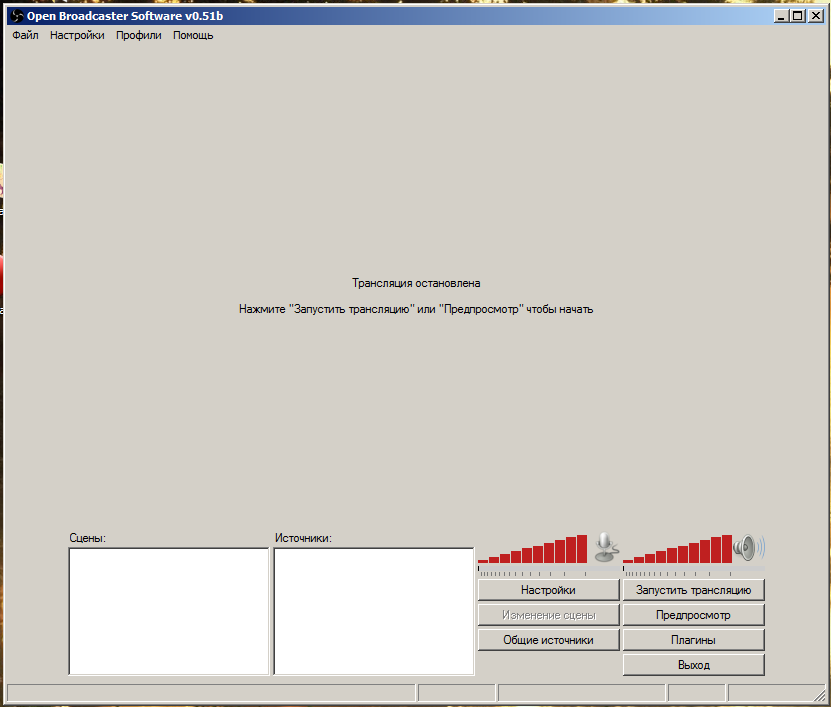 Open Broadcaster Software v0.51b
Файл Настройки Профили Помощь
Трансляция остановлена
Нажмите "Запустить трансляцию" или "Предпросмотр" чтобы начать
Сцены: Источники:
Настройки Запустить трансляцию
Изменение сцены Предпросмотр
Общие источники Плагины
Выход